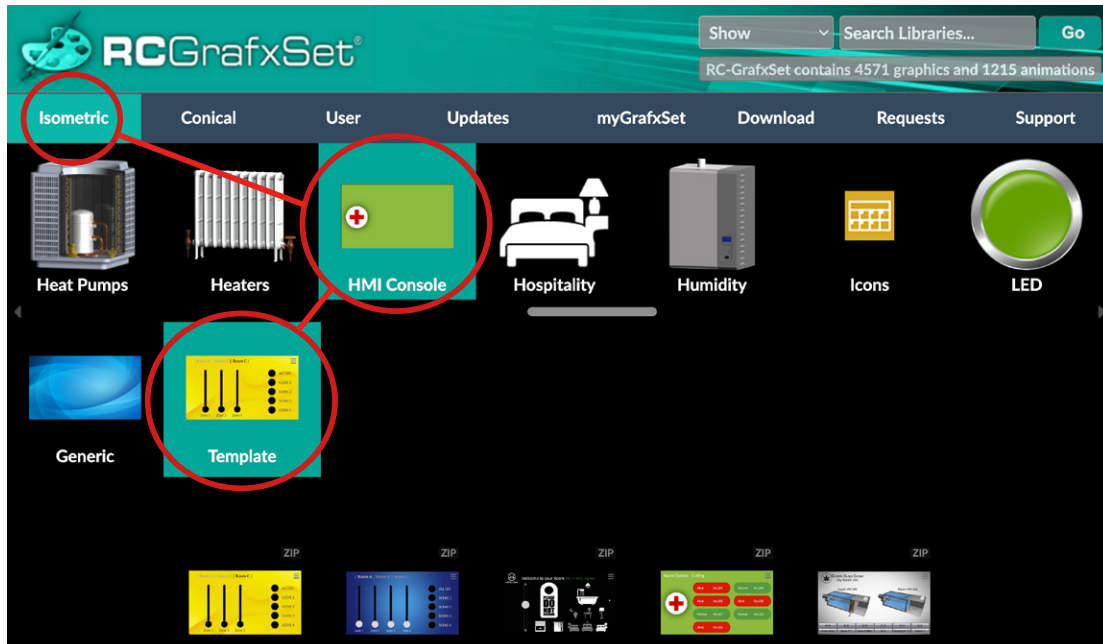 RCGrafxSet®
Show
Search Libraries...
Go
RC-GrafxSet contains 4571 graphics and 1215 animations
Isometric Conical User Updates myGrafxSet Download Requests Support
Heat Pumps Heaters HMI Console Hospitality Humidity Icons LED
Generic Template
ZIP ZIP ZIP ZIP ZIP